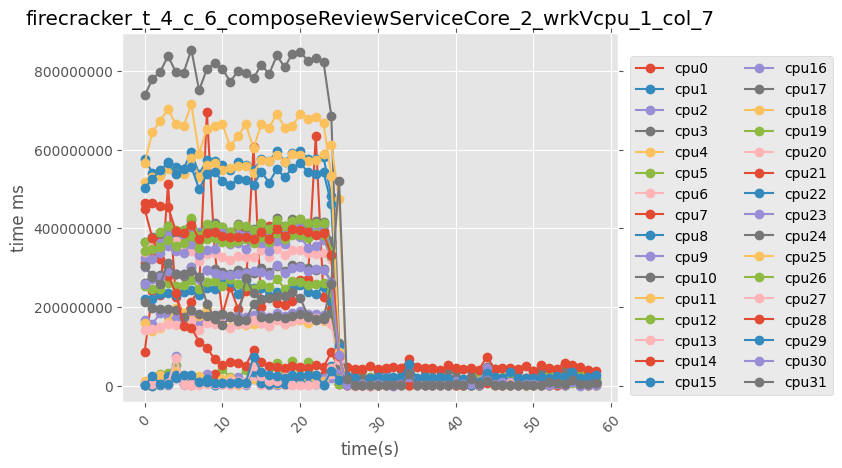 firecracker_t_4_c_6_composeReviewServiceCore_2_wrkVcpu_1_col_7
800000000
600000000
400000000
200000000
0
time ms
0
10
20
30
40
50
60
time(s)
cpu0
cpu1
cpu2
cpu3
cpu4
cpu5
cpu6
cpu7
cpu8
cpu9
cpu10
cpu11
cpu12
cpu13
cpu14
cpu15
cpu16
cpu17
cpu18
cpu19
cpu20
cpu21
cpu22
cpu23
cpu24
cpu25
cpu26
cpu27
cpu28
cpu29
cpu30
cpu31